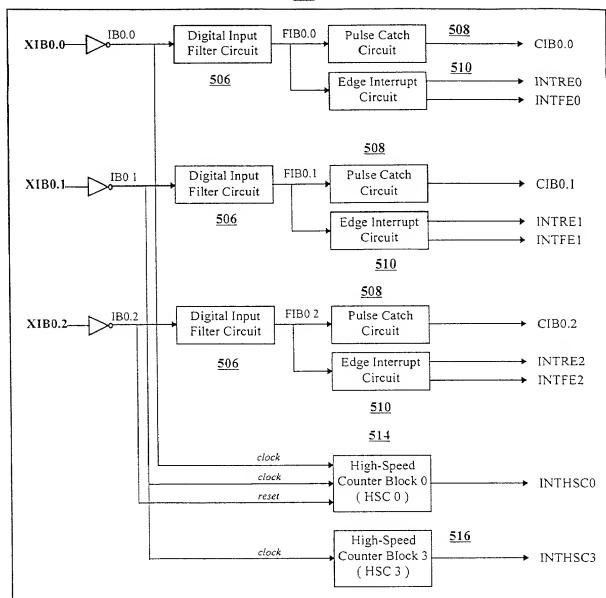 XIB0.0
IB0.0
Digital Input
Filter Circuit
506
FIB0.0
Pulse Catch
Circuit
508
CIB0.0
Edge Interrupt
Circuit
510
INTRE0
INTFE0
XIB0.1
IB0 1
Digital Input
Filter Circuit
506
FIB0.1
508
Pulse Catch
Circuit
CIB0.1
Edge Interrupt
Circuit
510
INTRE1
INTFE1
XIB0.2
IB0.2
Digital Input
Filter Circuit
506
FIB0 2
508
Pulse Catch
Circuit
CIB0.2
Edge Interrupt
Circuit
510
INTRE2
INTFE2
514
clock
clock
reset
High-Speed
Counter Block 0
( HSC 0 )
INTHSC0
clock
High-Speed
Counter Block 3
( HSC 3 )
516
INTHSC3